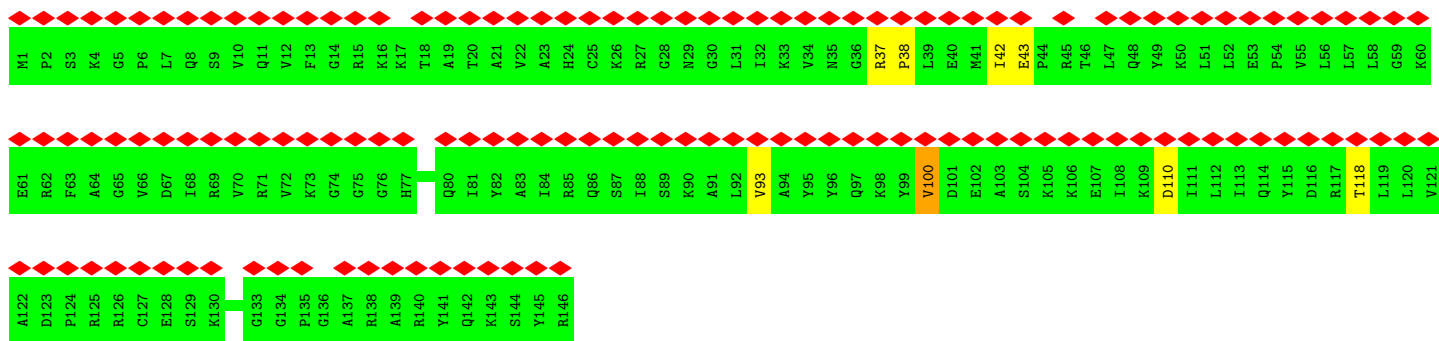 M1 P2 S3 K4 G5 P6 L7 Q8 S9 V10 Q11 V12 F13 G14 R15 K16 K17 T18 A19 T20 A21 V22 A23 H24 C25 K26 R27 G28 N29 G30 L31 I32 K33 V34 N35 G36 R37 P38 L39 E40 M41 I42 E43 P44 R45 T46 L47 Q48 Y49 K50 L51 L52 E53 P54 V55 L56 L57 L58 G59 K60
E61 R62 F63 A64 G65 V66 D67 I68 R69 V70 R71 V72 K73 G74 G75 G76 H77 Q80 I81 Y82 A83 I84 R85 Q86 S87 I88 S89 K90 A91 L92 V93 A94 Y95 Y96 Q97 K98 Y99 V100 D101 E102 A103 S104 K105 K106 E107 I108 K109 D110 I111 L112 I113 Q114 Y115 D116 R117 T118 L119 L120 V121
A122 D123 P124 R125 R126 C127 E128 S129 K130 G133 G134 P135 G136 A137 R138 A139 R140 Y141 Q142 K143 S144 Y145 R146